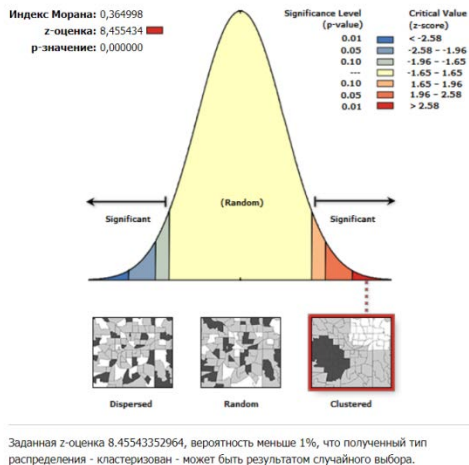 Индекс Морана: 0,364998
z-оценка: 8,455434
p-значение: 0,000000
Significance Level
(p-value)
Critical Value
(z-score)
0.01 < -2.58
0.05 -2.58 - -1.96
0.10 -1.96 - -1.65
--- -1.65 - 1.65
0.10 1.65 - 1.96
0.05 1.96 - 2.58
0.01 > 2.58
(Random)
Significant
Significant
Dispersed
Random
Clustered
Заданная z-оценка 8.45543352964, вероятность меньше 1%, что полученный тип
распределения - кластеризован - может быть результатом случайного выбора.